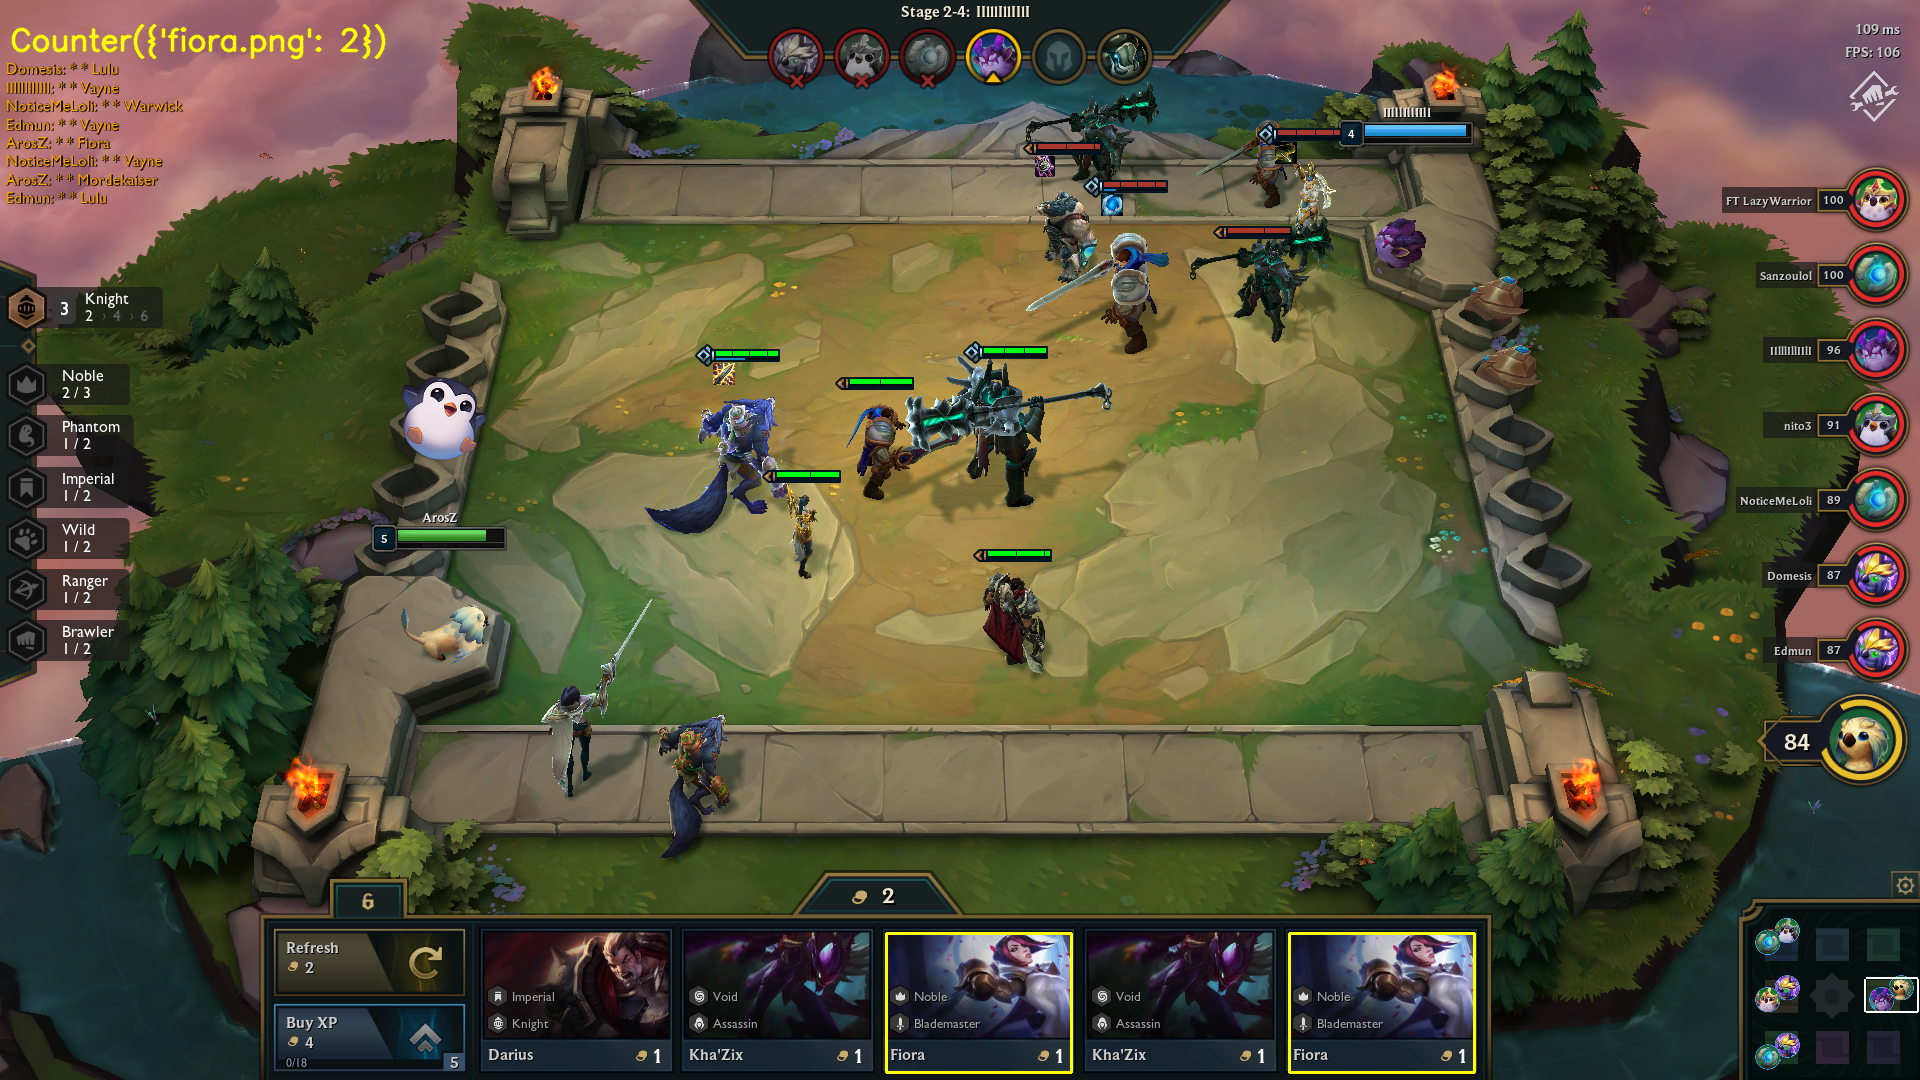 Stage 2-4: IIIIIIIIIIII
109 ms
FPS: 106
Counter({'fiora.png': 2})
Domesis: * * Lulu
IIIIIIIIIIII: * * Vayne
NoticeMeLoli: * * Warwick
Edmun: * * Vayne
ArosZ: * * Fiora
NoticeMeLoli: * * Vayne
ArosZ: * * Mordekaiser
Edmun: * * Lulu
IIIIIIIIIIII
4
FT LazyWarrior 100
Sanzoulol 100
IIIIIIIIIIII 96
nito3 91
NoticeMeLoli 89
Domesis 87
Edmun 87
84
3 Knight
2 › 4 › 6
Noble
2 / 3
Phantom
1 / 2
Imperial
1 / 2
Wild
1 / 2
Ranger
1 / 2
Brawler
1 / 2
ArosZ
5
6
2
Refresh
2
Buy XP
4
0/18
5
Imperial
Knight
Darius 1
Void
Assassin
Kha'Zix 1
Noble
Blademaster
Fiora 1
Void
Assassin
Kha'Zix 1
Noble
Blademaster
Fiora 1